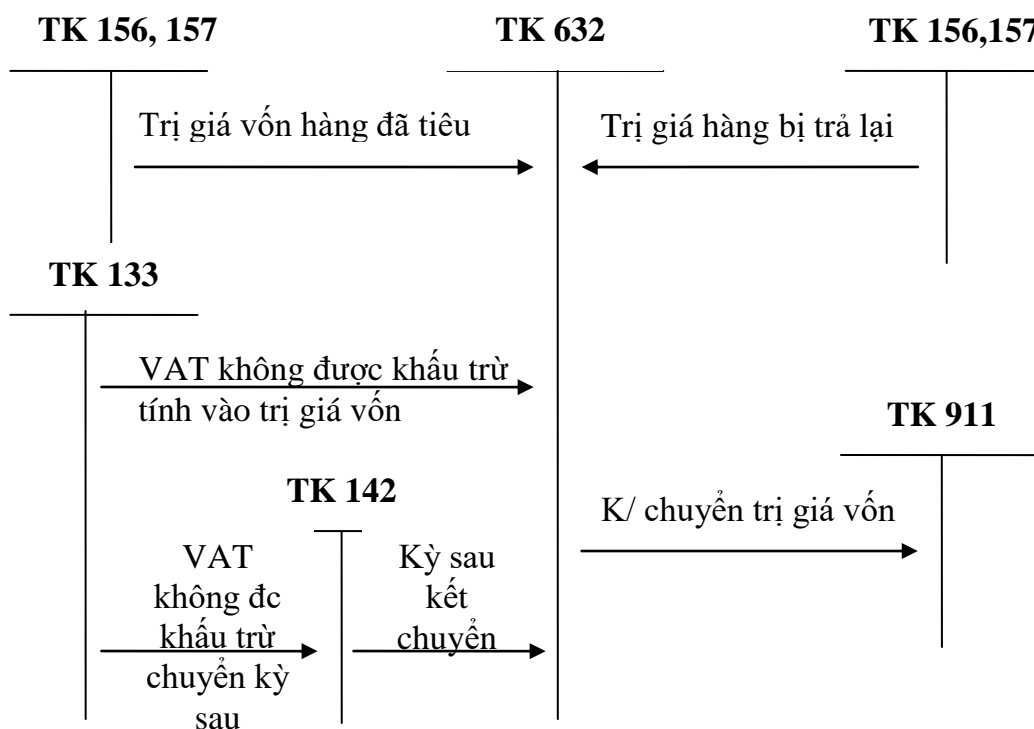 TK 156, 157
TK 632
TK 156,157
Trị giá vốn hàng đã tiêu
Trị giá hàng bị trả lại
TK 133
VAT không được khấu trừ
tính vào trị giá vốn
TK 911
TK 142
K/ chuyển trị giá vốn
VAT
không đc
khấu trừ
chuyển kỳ
sau
Kỳ sau
kết
chuyển